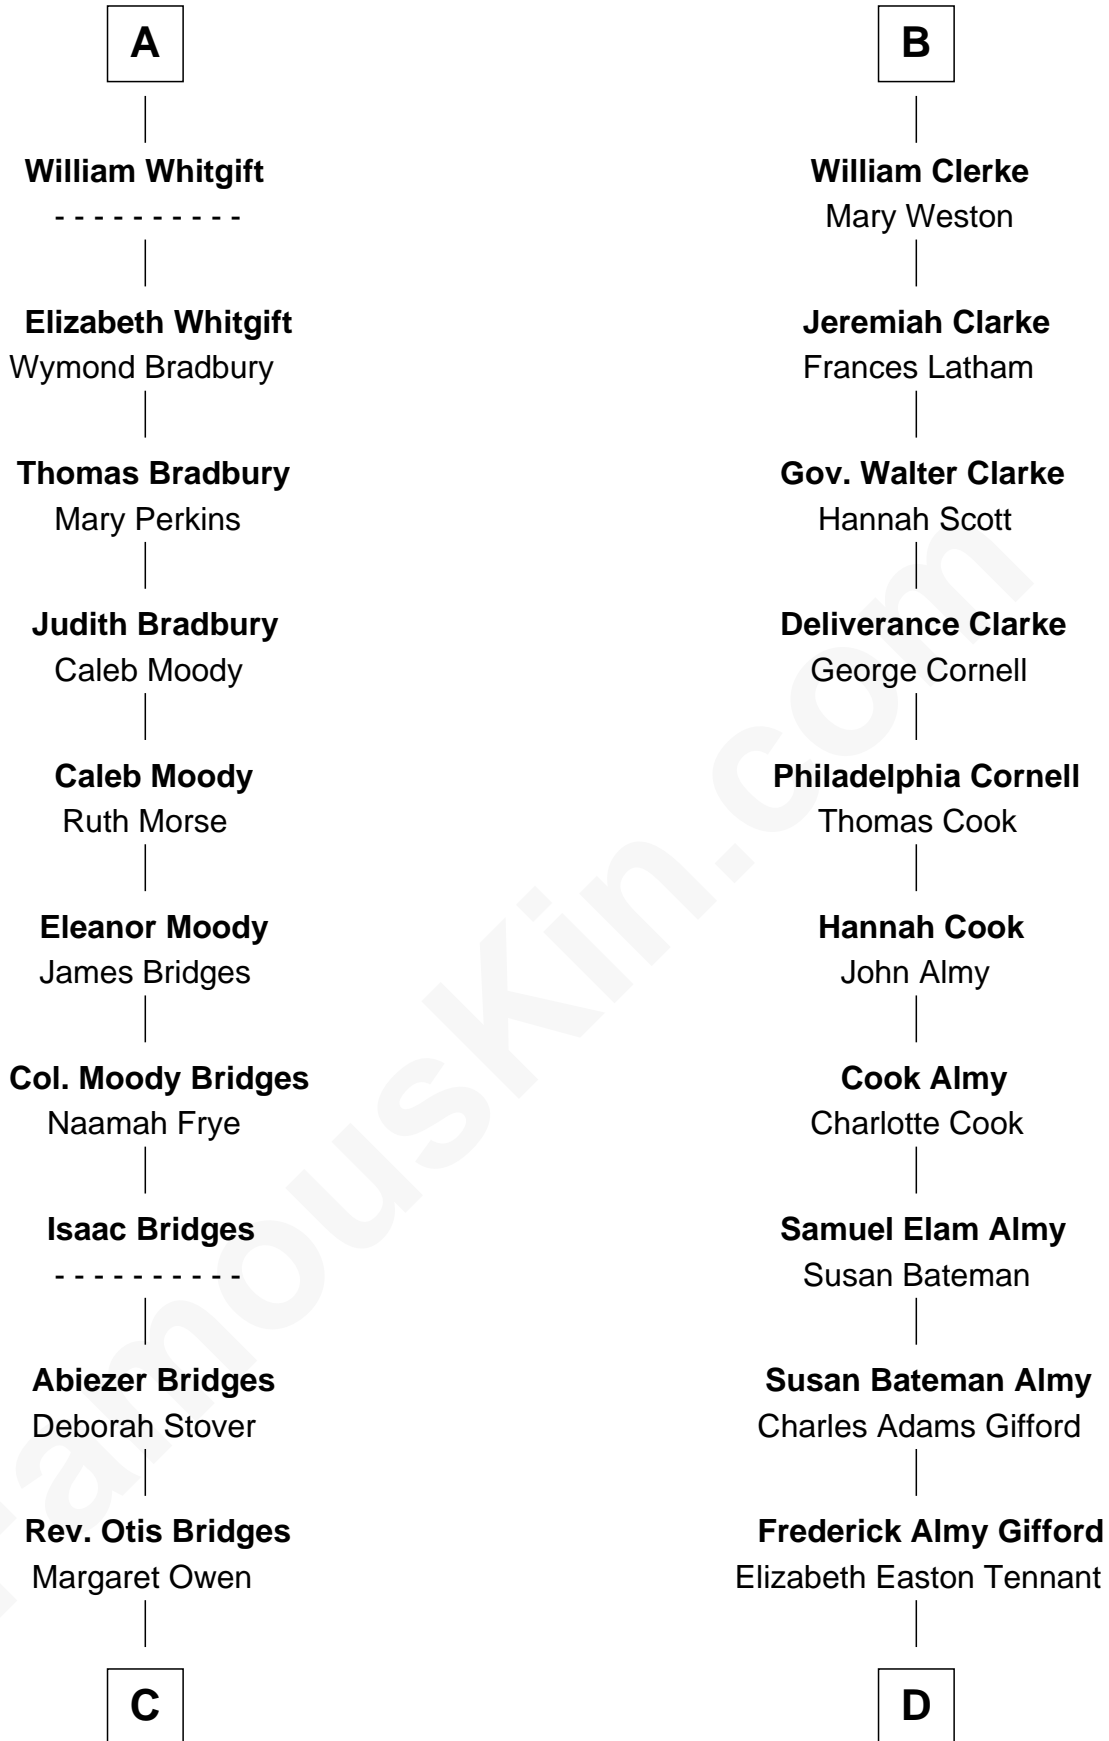 A
William Whitgift
- - - - - - - - - -
Elizabeth Whitgift
Wymond Bradbury
Thomas Bradbury
Mary Perkins
Judith Bradbury
Caleb Moody
Caleb Moody
Ruth Morse
Eleanor Moody
James Bridges
Col. Moody Bridges
Naamah Frye
Isaac Bridges
- - - - - - - - - -
Abiezer Bridges
Deborah Stover
Rev. Otis Bridges
Margaret Owen
C
B
William Clerke
Mary Weston
Jeremiah Clarke
Frances Latham
Gov. Walter Clarke
Hannah Scott
Deliverance Clarke
George Cornell
Philadelphia Cornell
Thomas Cook
Hannah Cook
John Almy
Cook Almy
Charlotte Cook
Samuel Elam Almy
Susan Bateman
Susan Bateman Almy
Charles Adams Gifford
Frederick Almy Gifford
Elizabeth Easton Tennant
D
FamousKin.com